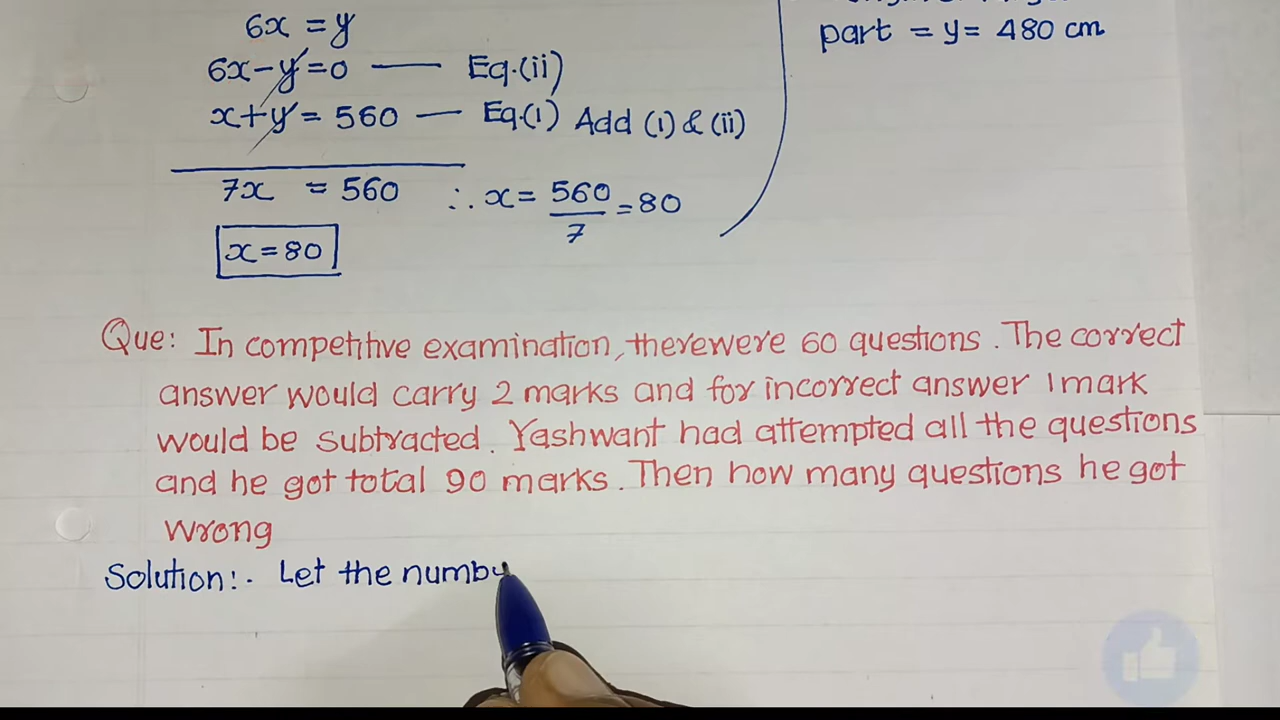 6x = y
part = y = 480 cm
6x-y=0 — Eq.(ii)
x+y = 560 — Eq.(i) Add (i) & (ii)
7x = 560 ∴ x = 560/7 = 80
x = 80
Que: In competitive examination, there were 60 questions. The correct
answer would carry 2 marks and for incorrect answer 1 mark
would be subtracted. Yashwant had attempted all the questions
and he got total 90 marks. Then how many questions he got
wrong
Solution:- Let the numbe